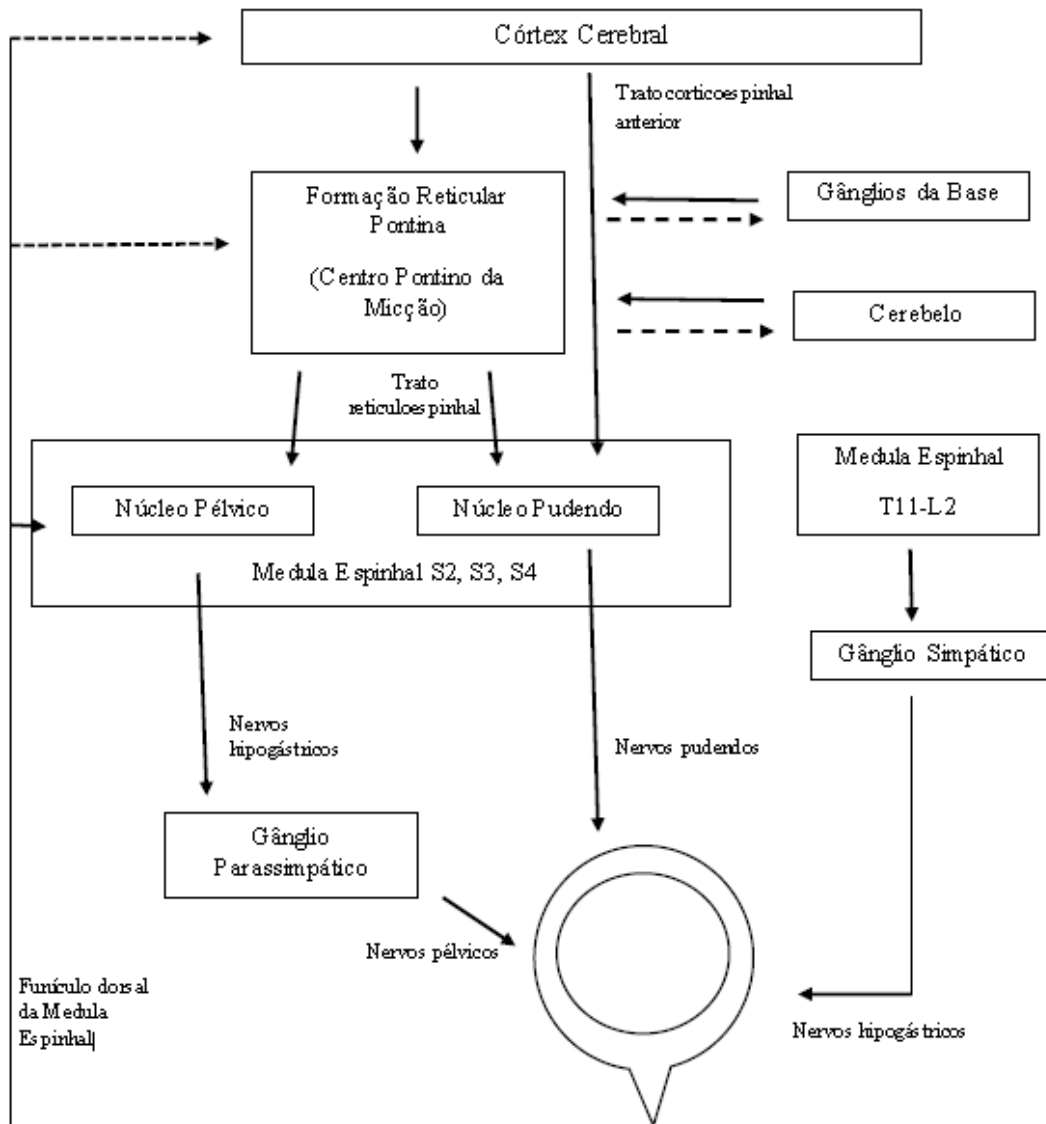 Córtex Cerebral
Trato corticoespinhal
anterior
Formação Reticular
Pontina
(Centro Pontino da
Micção)
Gânglios da Base
Cerebelo
Trato
reticuloespinhal
Núcleo Pélvico
Núcleo Pudendo
Medula Espinhal S2, S3, S4
Medula Espinhal
T11-L2
Gânglio Simpático
Nervos
hipogástricos
Nervos pudendos
Gânglio
Parassimpático
Nervos pélvicos
Funículo dorsal
da Medula
Espinhal
Nervos hipogástricos